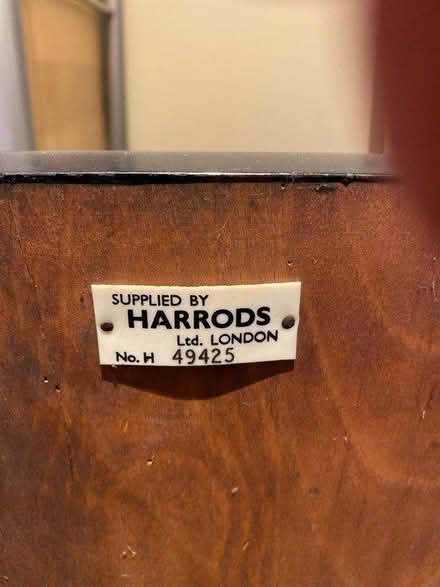 SUPPLIED BY
HARRODS
Ltd. LONDON
No. H 49425